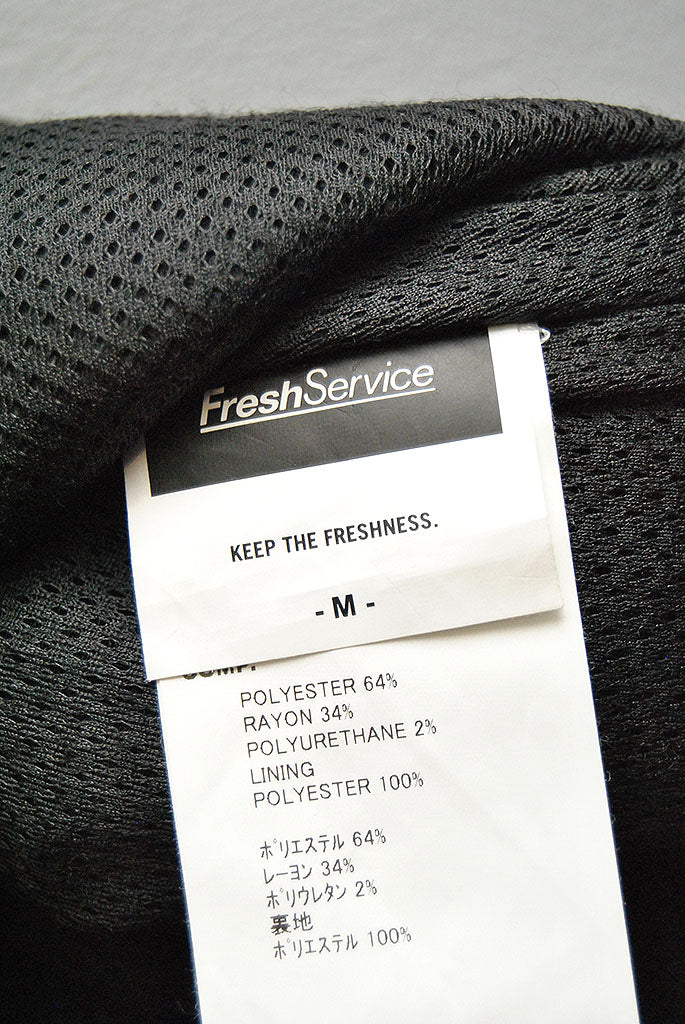 FreshService
KEEP THE FRESHNESS.
- M -
COMP.
POLYESTER 64%
RAYON 34%
POLYURETHANE 2%
LINING
POLYESTER 100%
ポリエステル 64%
レーヨン 34%
ポリウレタン 2%
裏地
ポリエステル 100%